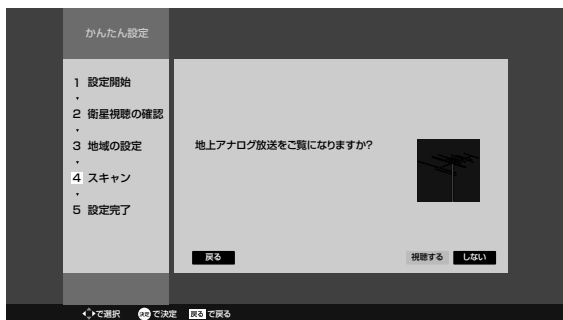 かんたん設定
1 設定開始
2 衛星視聴の確認
3 地域の設定
4 スキャン
5 設定完了
地上アナログ放送をご覧になりますか?
戻る 視聴する しない
で選択 決定 で決定 戻る で戻る